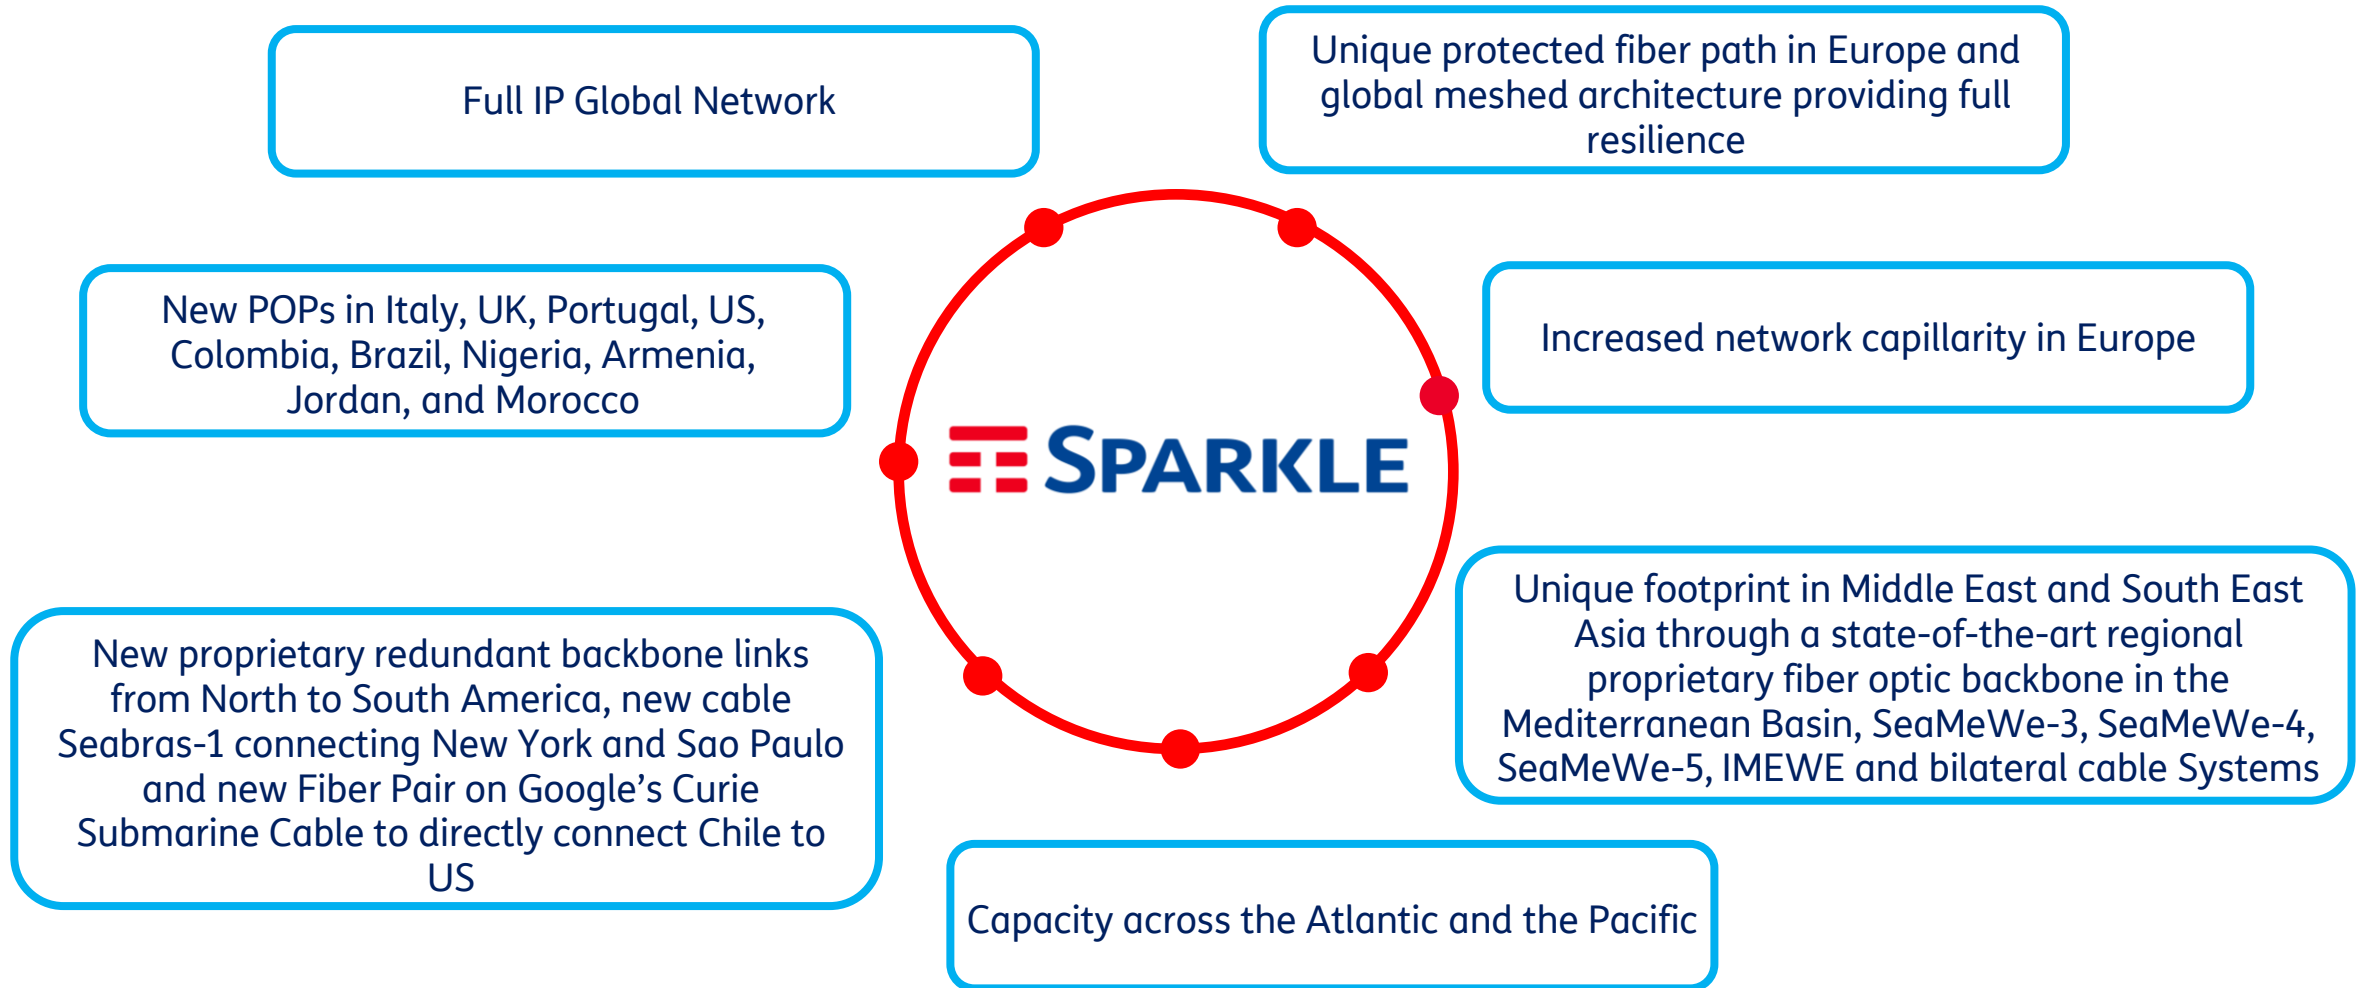 Full IP Global Network
Unique protected fiber path in Europe and
global meshed architecture providing full
resilience
New POPs in Italy, UK, Portugal, US,
Colombia, Brazil, Nigeria, Armenia,
Jordan, and Morocco
Increased network capillarity in Europe
SPARKLE
New proprietary redundant backbone links
from North to South America, new cable
Seabras-1 connecting New York and Sao Paulo
and new Fiber Pair on Google’s Curie
Submarine Cable to directly connect Chile to
US
Unique footprint in Middle East and South East
Asia through a state-of-the-art regional
proprietary fiber optic backbone in the
Mediterranean Basin, SeaMeWe-3, SeaMeWe-4,
SeaMeWe-5, IMEWE and bilateral cable Systems
Capacity across the Atlantic and the Pacific